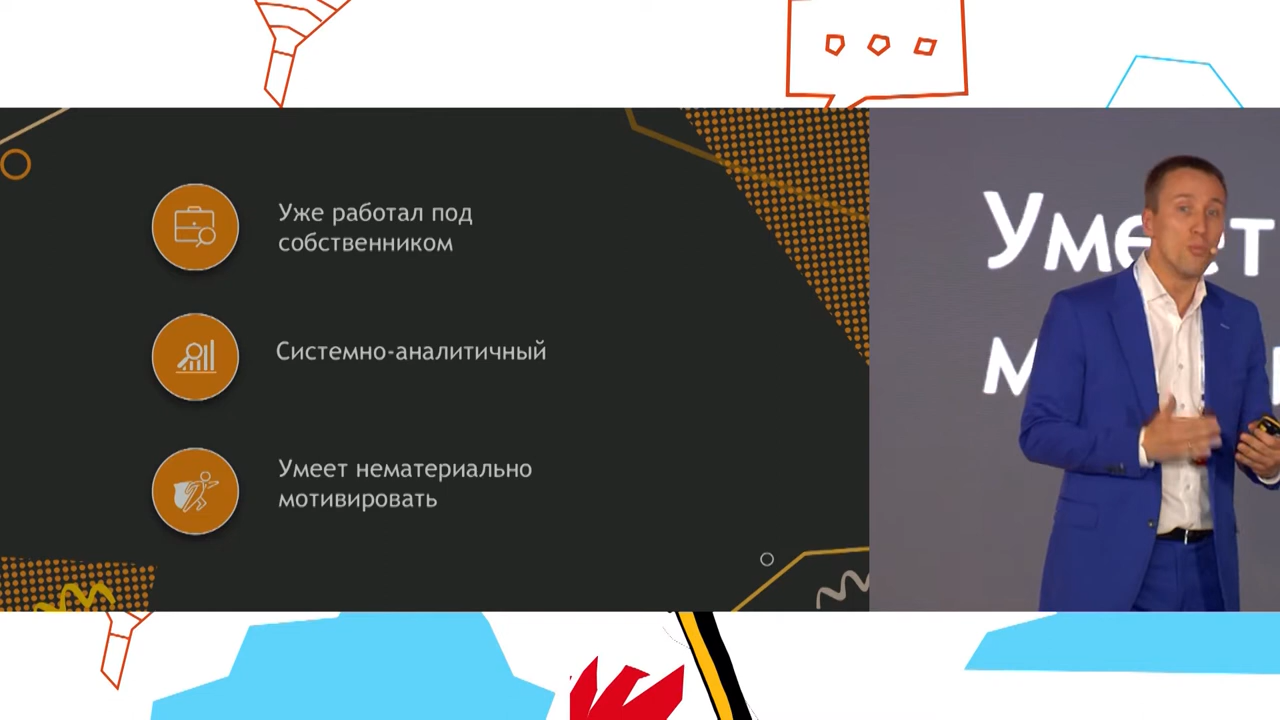 Уже работал под
собственником
Системно-аналитичный
Умеет нематериально
мотивировать